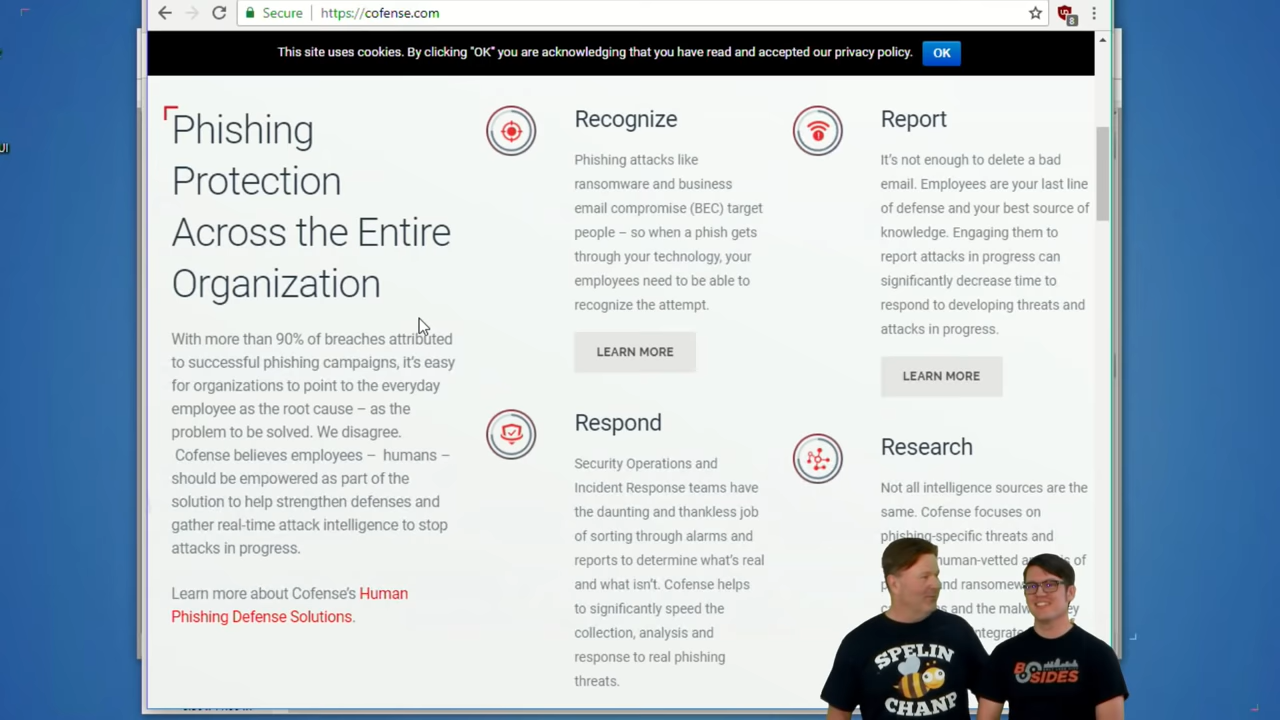 Secure
https://cofense.com
8
This site uses cookies. By clicking "OK" you are acknowledging that you have read and accepted our privacy policy.
OK
UI
Phishing
Protection
Across the Entire
Organization
With more than 90% of breaches attributed
to successful phishing campaigns, it's easy
for organizations to point to the everyday
employee as the root cause – as the
problem to be solved. We disagree.
Cofense believes employees – humans –
should be empowered as part of the
solution to help strengthen defenses and
gather real-time attack intelligence to stop
attacks in progress.
Learn more about Cofense's Human
Phishing Defense Solutions.
Recognize
Phishing attacks like
ransomware and business
email compromise (BEC) target
people – so when a phish gets
through your technology, your
employees need to be able to
recognize the attempt.
LEARN MORE
Report
It's not enough to delete a bad
email. Employees are your last line
of defense and your best source of
knowledge. Engaging them to
report attacks in progress can
significantly decrease time to
respond to developing threats and
attacks in progress.
LEARN MORE
Respond
Security Operations and
Incident Response teams have
the daunting and thankless job
of sorting through alarms and
reports to determine what's real
and what isn't. Cofense helps
to significantly speed the
collection, analysis and
response to real phishing
threats.
Research
Not all intelligence sources are the
same. Cofense focuses on
phishing-specific threats and
human-vetted of
and
and the
SPELIN
CHANP
BSIDES